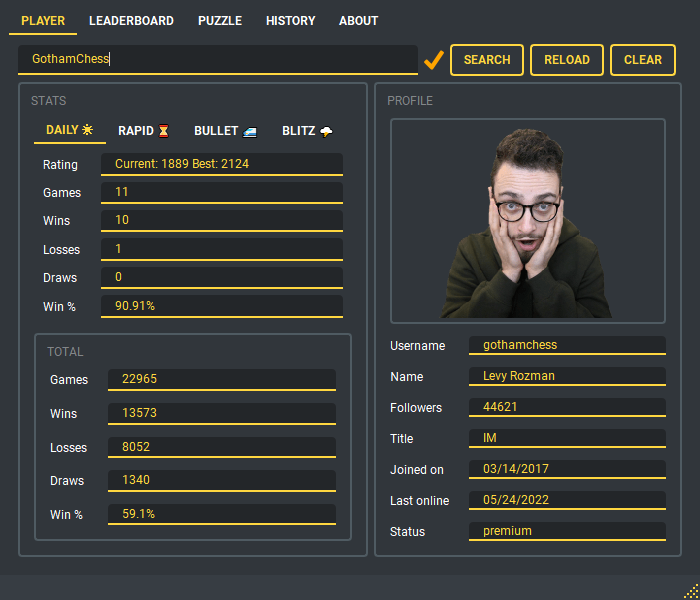 PLAYER LEADERBOARD PUZZLE HISTORY ABOUT
GothamChess SEARCH RELOAD CLEAR
STATS
DAILY RAPID BULLET BLITZ
Rating Current: 1889 Best: 2124
Games 11
Wins 10
Losses 1
Draws 0
Win % 90.91%
TOTAL
Games 22965
Wins 13573
Losses 8052
Draws 1340
Win % 59.1%
PROFILE
Username gothamchess
Name Levy Rozman
Followers 44621
Title IM
Joined on 03/14/2017
Last online 05/24/2022
Status premium